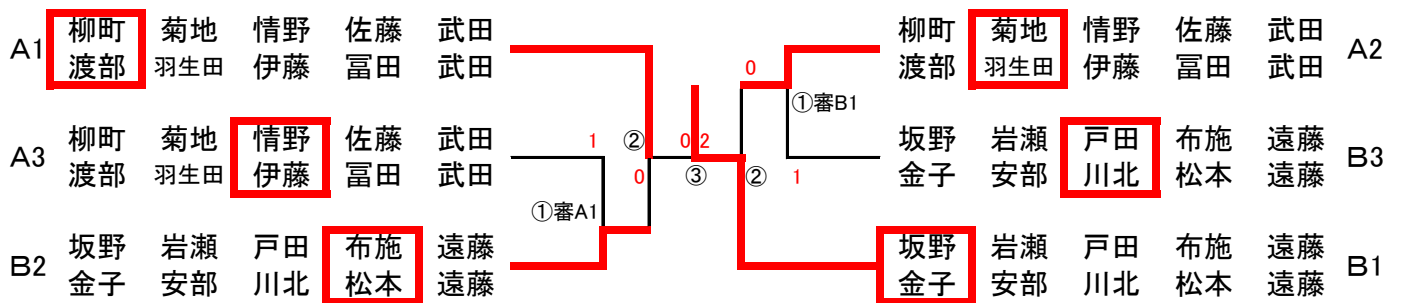 A1 柳町 菊地 情野 佐藤 武田
渡部 羽生田 伊藤 冨田 武田
A3 柳町 菊地 情野 佐藤 武田
渡部 羽生田 伊藤 冨田 武田
B2 坂野 岩瀬 戸田 布施 遠藤
金子 安部 川北 松本 遠藤
1 ② 0 2 0
0 ③ ② 1
①審A1
①審B1
柳町 菊地 情野 佐藤 武田 A2
渡部 羽生田 伊藤 冨田 武田
坂野 岩瀬 戸田 布施 遠藤 B3
金子 安部 川北 松本 遠藤
坂野 岩瀬 戸田 布施 遠藤 B1
金子 安部 川北 松本 遠藤